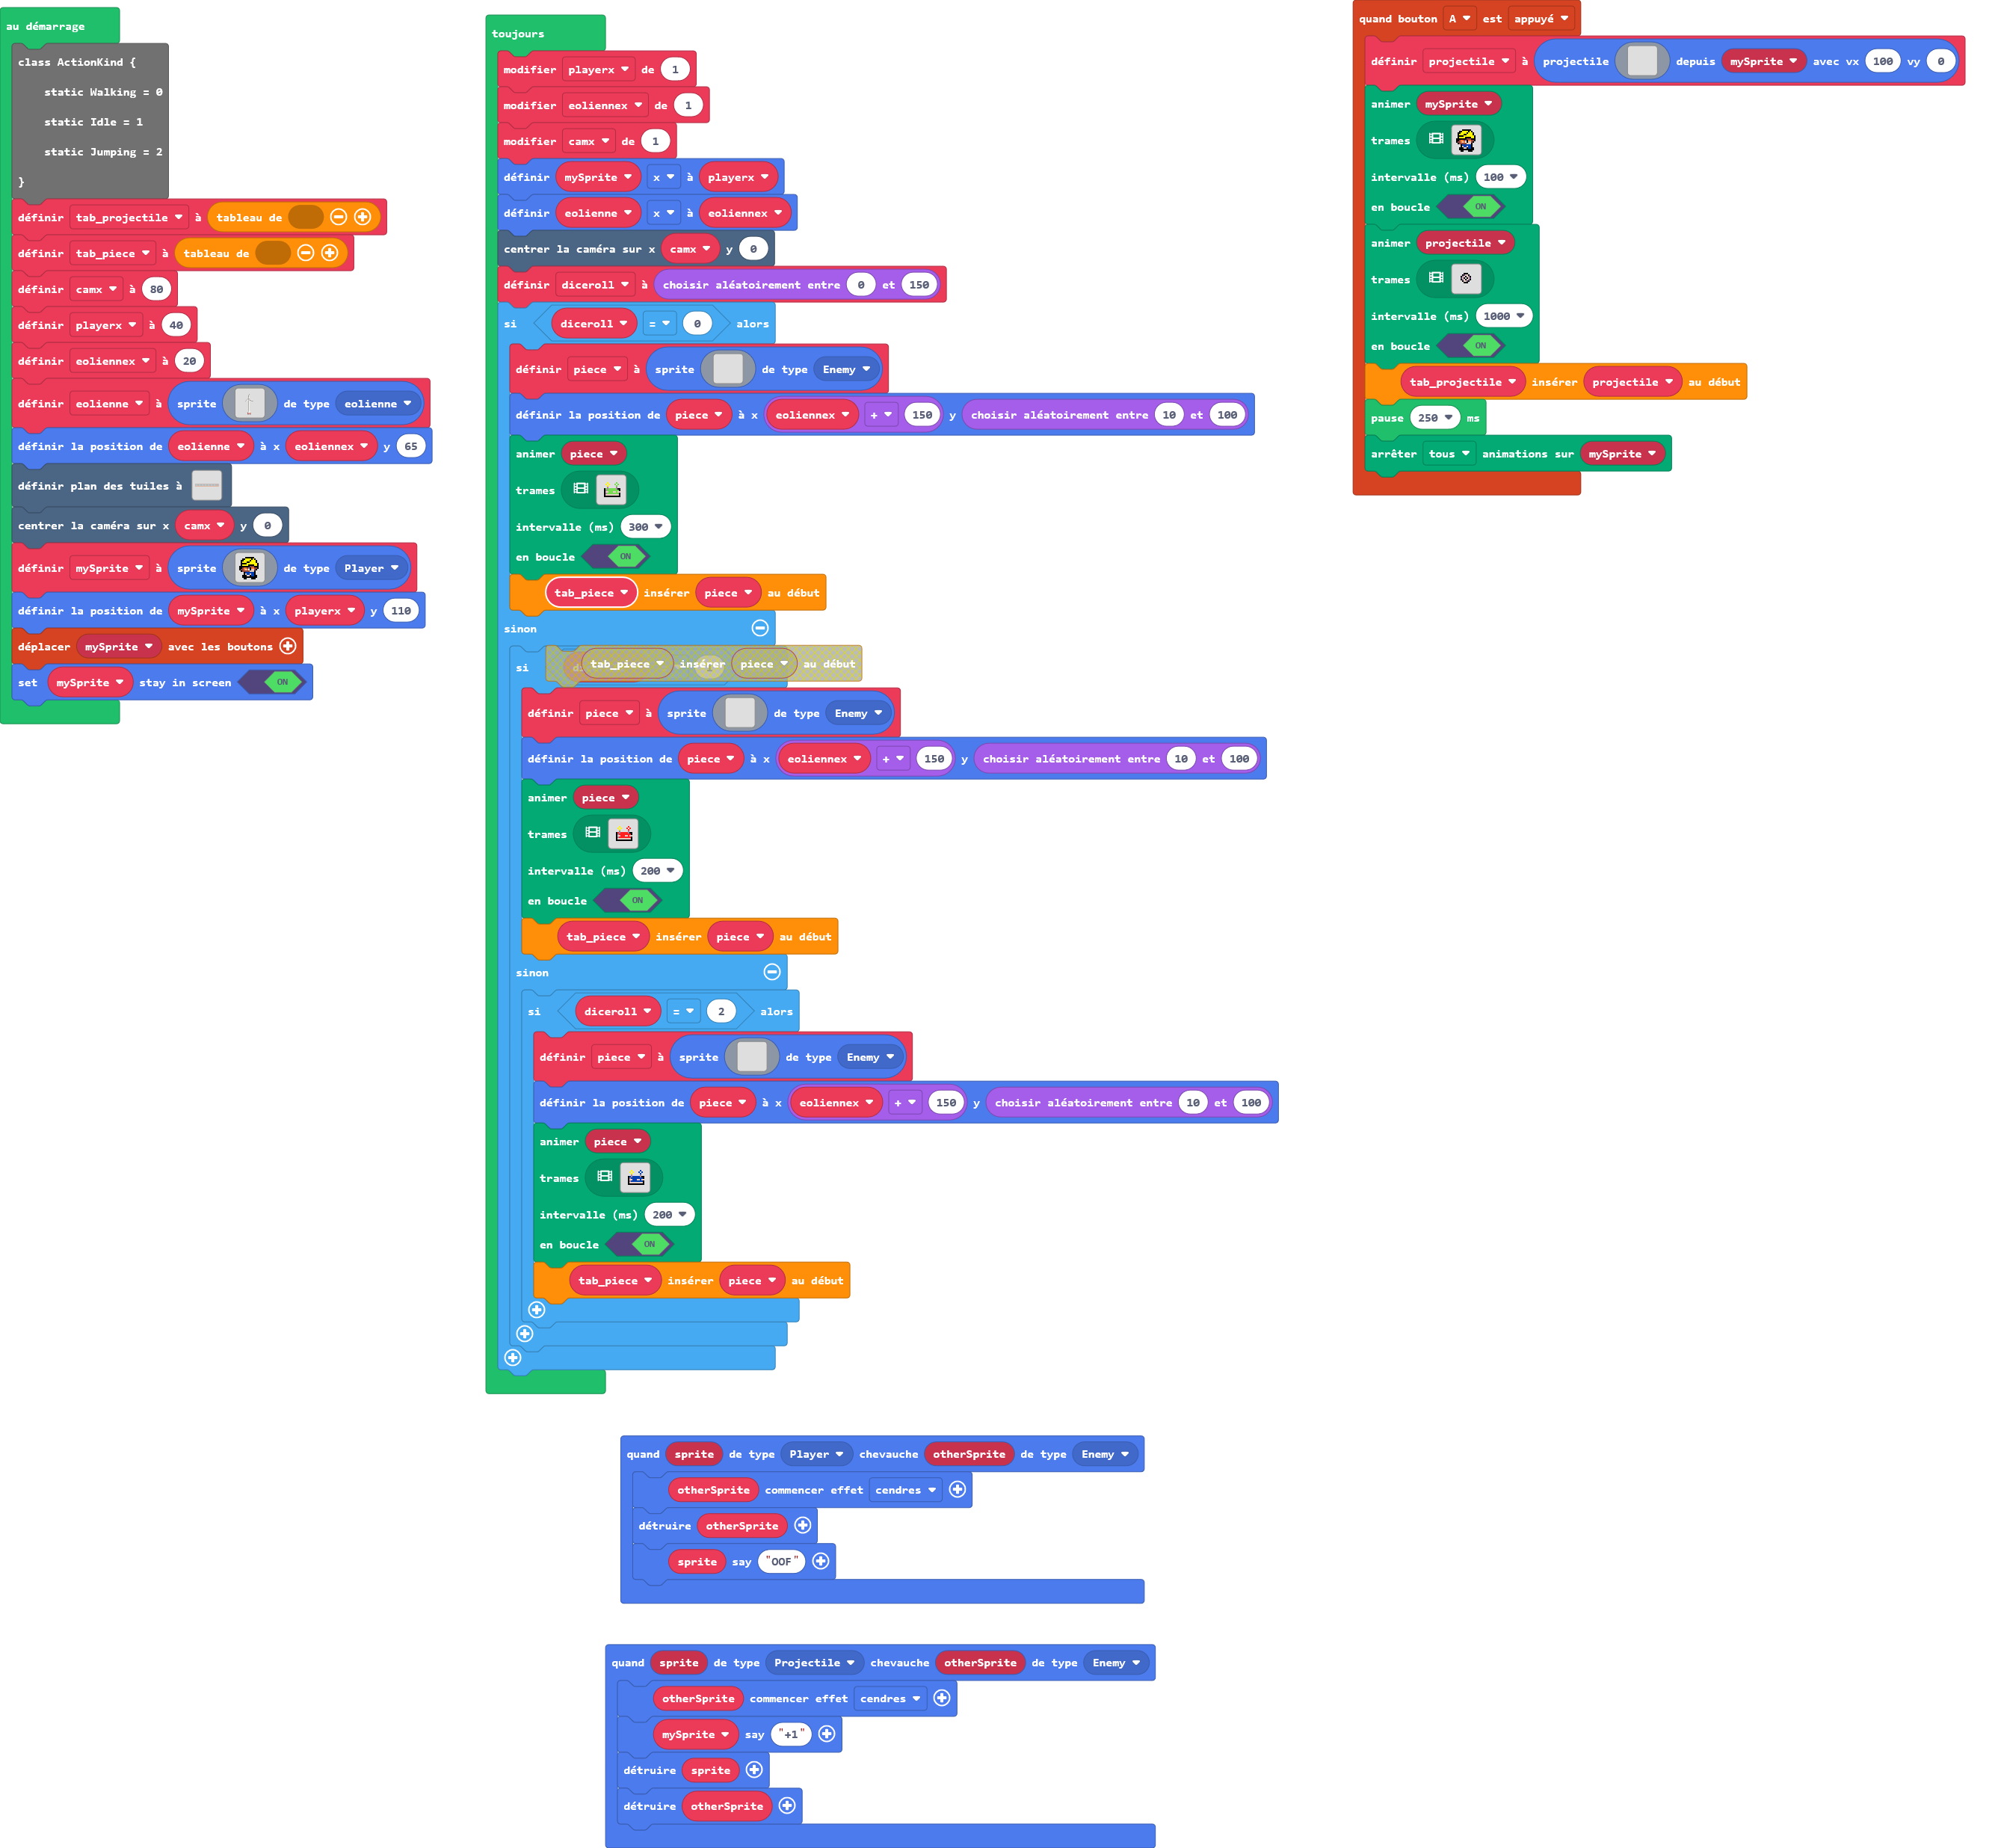 au démarrage
class ActionKind {
static Walking = 0
static Idle = 1
static Jumping = 2
}
définir tab_projectile à tableau de
définir tab_piece à tableau de
définir camx à 80
définir playerx à 40
définir eoliennex à 20
définir eolienne à sprite de type eolienne
définir la position de eolienne à x eoliennex y 65
définir plan des tuiles à
centrer la caméra sur x camx y 0
définir mySprite à sprite de type Player
définir la position de mySprite à x playerx y 110
déplacer mySprite avec les boutons
set mySprite stay in screen ON
toujours
modifier playerx de 1
modifier eoliennex de 1
modifier camx de 1
définir mySprite x à playerx
définir eolienne x à eoliennex
centrer la caméra sur x camx y 0
définir diceroll à choisir aléatoirement entre 0 et 150
si diceroll = 0 alors
définir piece à sprite de type Enemy
définir la position de piece à x eoliennex + 150 y choisir aléatoirement entre 10 et 100
animer piece
trames
intervalle (ms) 300
en boucle ON
tab_piece insérer piece au début
sinon
si tab_piece insérer piece au début
définir piece à sprite de type Enemy
définir la position de piece à x eoliennex + 150 y choisir aléatoirement entre 10 et 100
animer piece
trames
intervalle (ms) 200
en boucle ON
tab_piece insérer piece au début
sinon
si diceroll = 2 alors
définir piece à sprite de type Enemy
définir la position de piece à x eoliennex + 150 y choisir aléatoirement entre 10 et 100
animer piece
trames
intervalle (ms) 200
en boucle ON
tab_piece insérer piece au début
quand bouton A est appuyé
définir projectile à projectile depuis mySprite avec vx 100 vy 0
animer mySprite
trames
intervalle (ms) 100
en boucle ON
animer projectile
trames
intervalle (ms) 1000
en boucle ON
tab_projectile insérer projectile au début
pause 250 ms
arrêter tous animations sur mySprite
quand sprite de type Player chevauche otherSprite de type Enemy
otherSprite commencer effet cendres
détruire otherSprite
sprite say "OOF"
quand sprite de type Projectile chevauche otherSprite de type Enemy
otherSprite commencer effet cendres
mySprite say "+1"
détruire sprite
détruire otherSprite